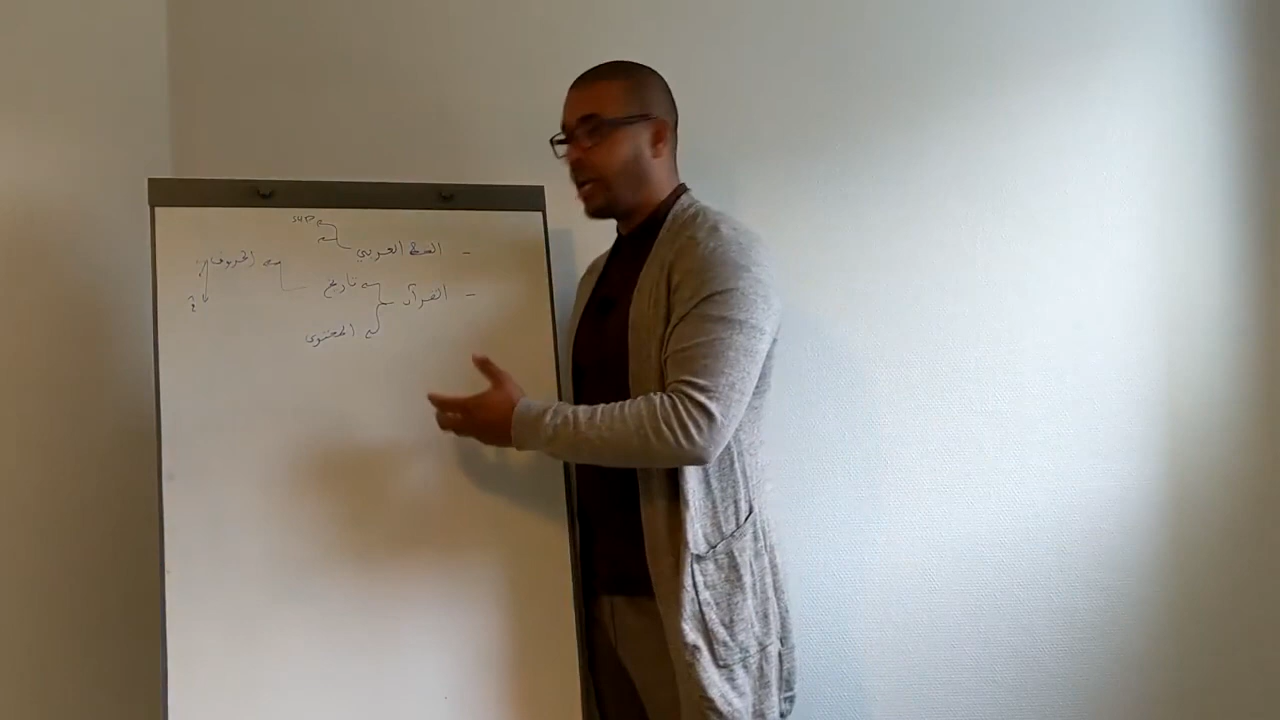 - الخط العربي
- القرآن
تاريخ
الحروف
المحتوى